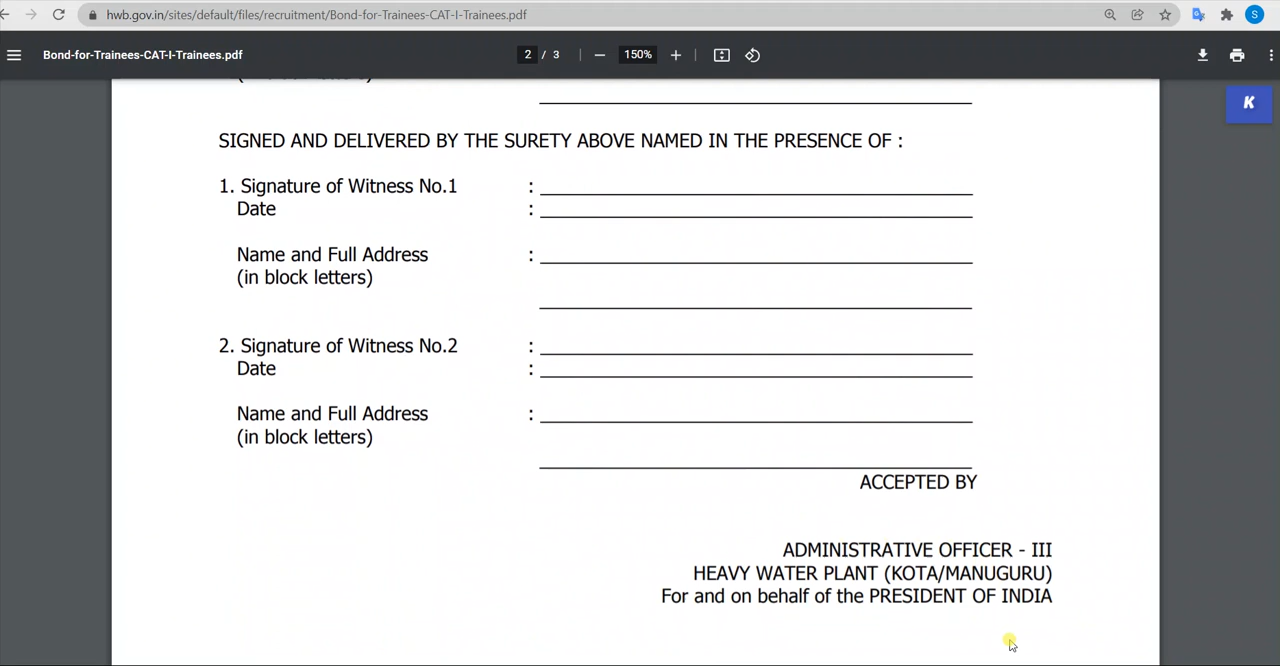 hwb.gov.in/sites/default/files/recruitment/Bond-for-Trainees-CAT-I-Trainees.pdf
S
Bond-for-Trainees-CAT-I-Trainees.pdf
2 / 3
150%
K
SIGNED AND DELIVERED BY THE SURETY ABOVE NAMED IN THE PRESENCE OF :
1. Signature of Witness No.1 :
Date :
Name and Full Address :
(in block letters)
2. Signature of Witness No.2 :
Date :
Name and Full Address :
(in block letters)
ACCEPTED BY
ADMINISTRATIVE OFFICER - III
HEAVY WATER PLANT (KOTA/MANUGURU)
For and on behalf of the PRESIDENT OF INDIA